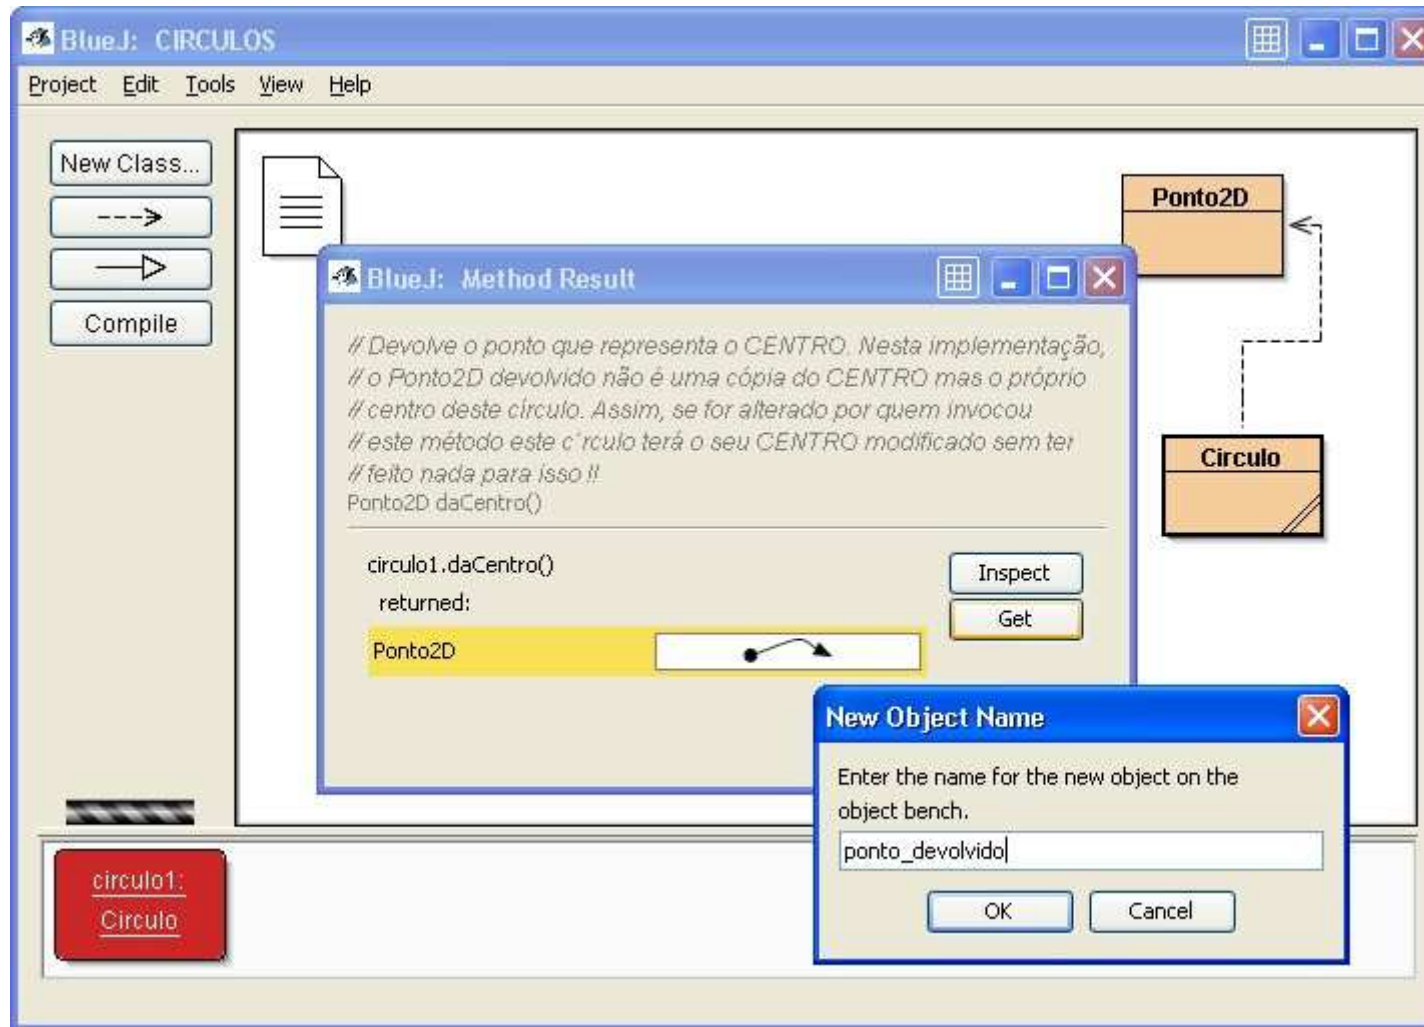 BlueJ: CIRCULOS
Project Edit Tools View Help
New Class...
Compile
Ponto2D
Circulo
BlueJ: Method Result
// Devolve o ponto que representa o CENTRO. Nesta implementação,
// o Ponto2D devolvido não é uma cópia do CENTRO mas o próprio
// centro deste círculo. Assim, se for alterado por quem invocou
// este método este c´rculo terá o seu CENTRO modificado sem ter
// feito nada para isso !!
Ponto2D daCentro()
circulo1.daCentro()
returned:
Ponto2D
Inspect
Get
New Object Name
Enter the name for the new object on the
object bench.
ponto_devolvido
OK Cancel
circulo1:
Circulo